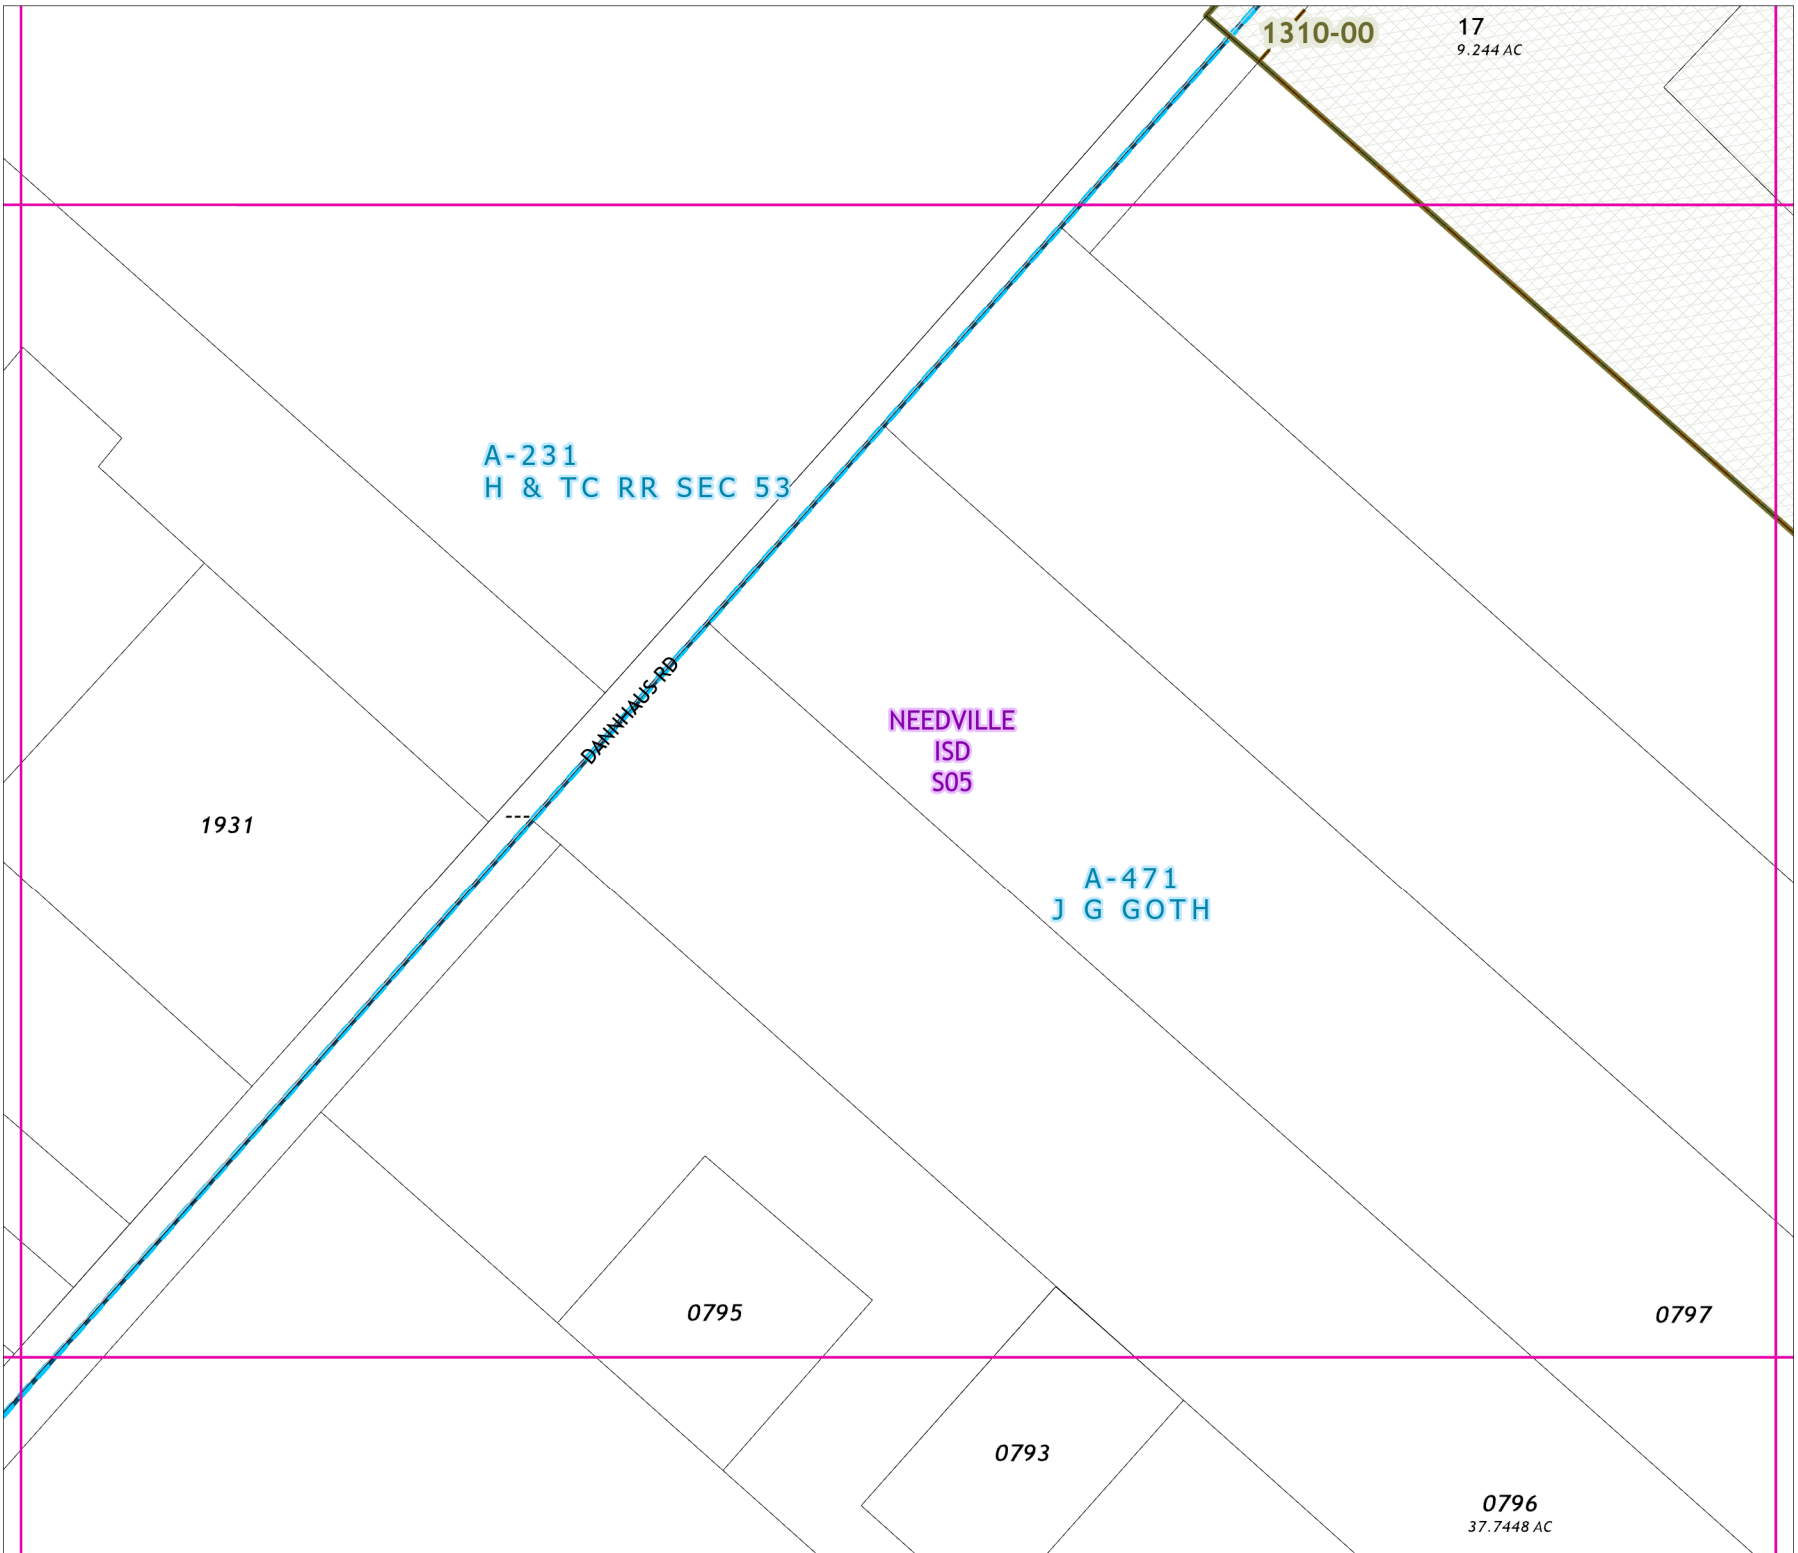 1310-00
17
9.244 AC
A-231
H & TC RR SEC 53
DANNHAUS RD
NEEDVILLE
ISD
S05
1931
A-471
J G GOTH
0795
0797
0793
0796
37.7448 AC